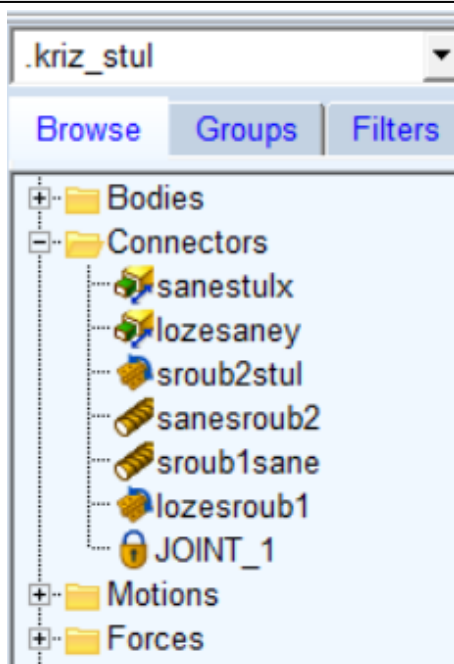 .kriz_stul
Browse Groups Filters
Bodies
Connectors
sanestulx
lozesaney
sroub2stul
sanesroub2
sroub1sane
lozesroub1
JOINT_1
Motions
Forces